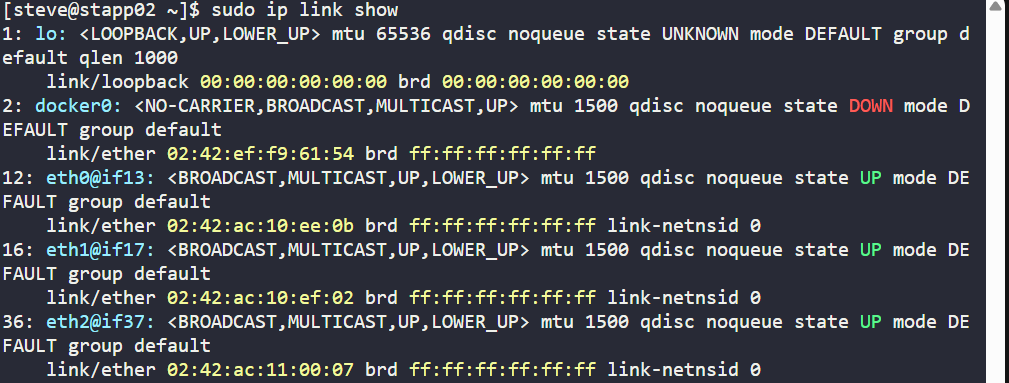 [steve@stapp02 ~]$ sudo ip link show
1: lo: <LOOPBACK,UP,LOWER_UP> mtu 65536 qdisc noqueue state UNKNOWN mode DEFAULT group d
efault qlen 1000
    link/loopback 00:00:00:00:00:00 brd 00:00:00:00:00:00
2: docker0: <NO-CARRIER,BROADCAST,MULTICAST,UP> mtu 1500 qdisc noqueue state DOWN mode D
EFAULT group default
    link/ether 02:42:ef:f9:61:54 brd ff:ff:ff:ff:ff:ff
12: eth0@if13: <BROADCAST,MULTICAST,UP,LOWER_UP> mtu 1500 qdisc noqueue state UP mode DE
FAULT group default
    link/ether 02:42:ac:10:ee:0b brd ff:ff:ff:ff:ff:ff link-netnsid 0
16: eth1@if17: <BROADCAST,MULTICAST,UP,LOWER_UP> mtu 1500 qdisc noqueue state UP mode DE
FAULT group default
    link/ether 02:42:ac:10:ef:02 brd ff:ff:ff:ff:ff:ff link-netnsid 0
36: eth2@if37: <BROADCAST,MULTICAST,UP,LOWER_UP> mtu 1500 qdisc noqueue state UP mode DE
FAULT group default
    link/ether 02:42:ac:11:00:07 brd ff:ff:ff:ff:ff:ff link-netnsid 0